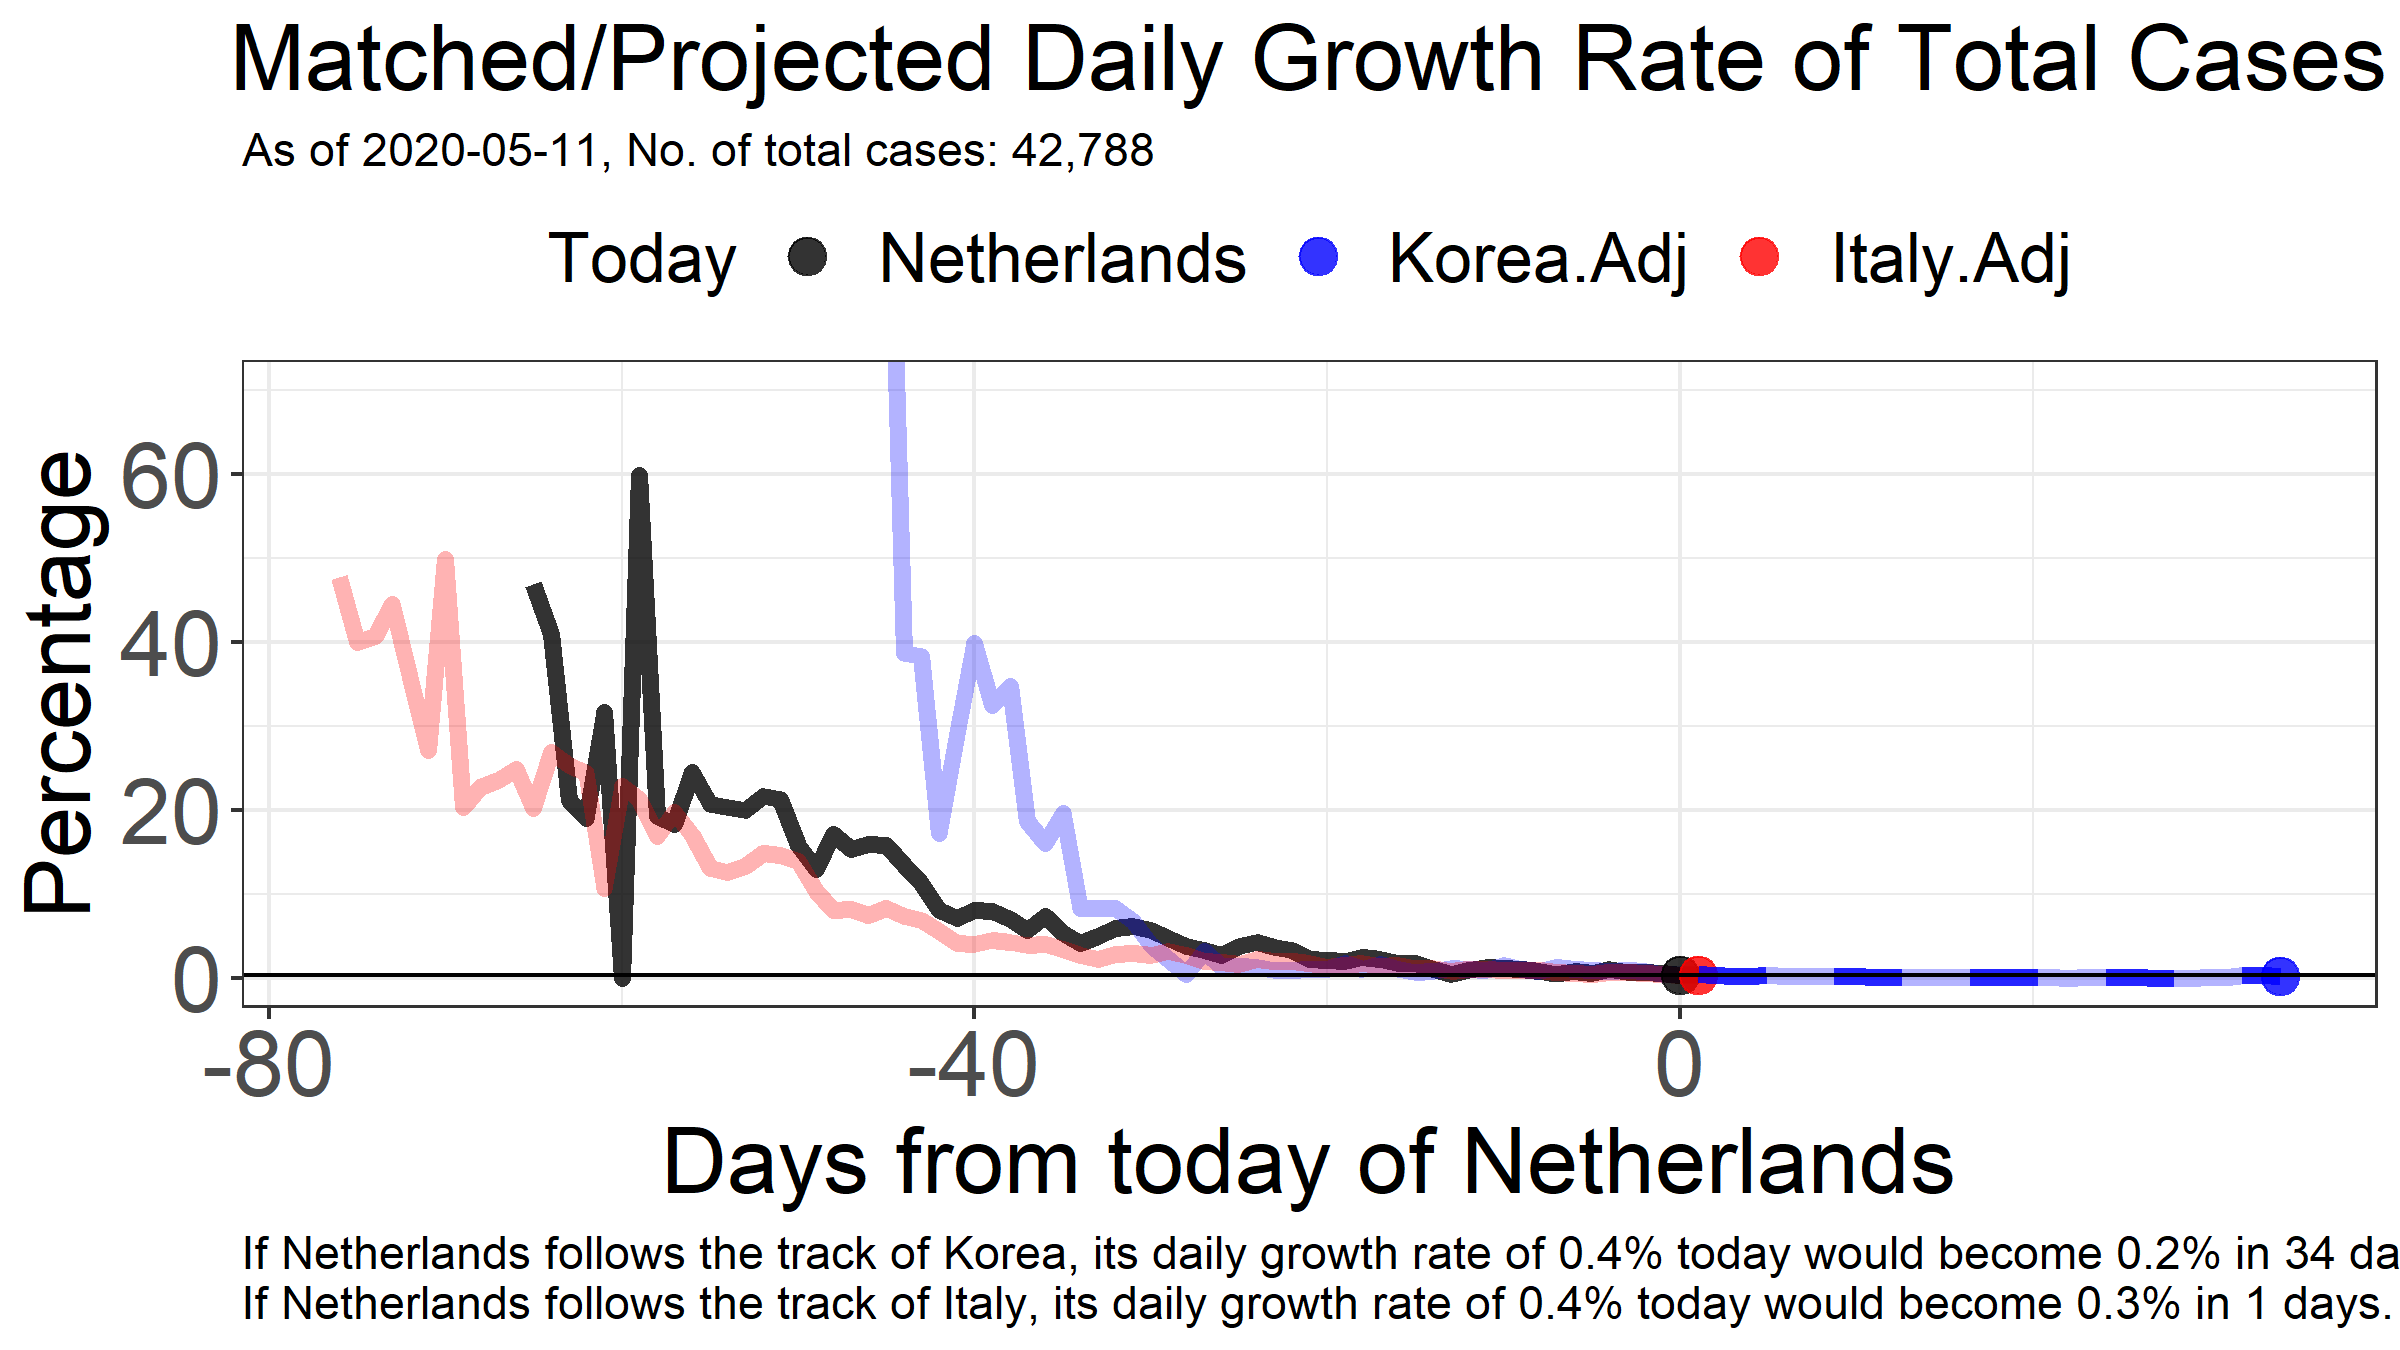 Matched/Projected Daily Growth Rate of Total Cases
As of 2020-05-11, No. of total cases: 42,788
Today Netherlands Korea.Adj Italy.Adj
Percentage
60
40
20
0
-80 -40 0
Days from today of Netherlands
If Netherlands follows the track of Korea, its daily growth rate of 0.4% today would become 0.2% in 34 da
If Netherlands follows the track of Italy, its daily growth rate of 0.4% today would become 0.3% in 1 days.